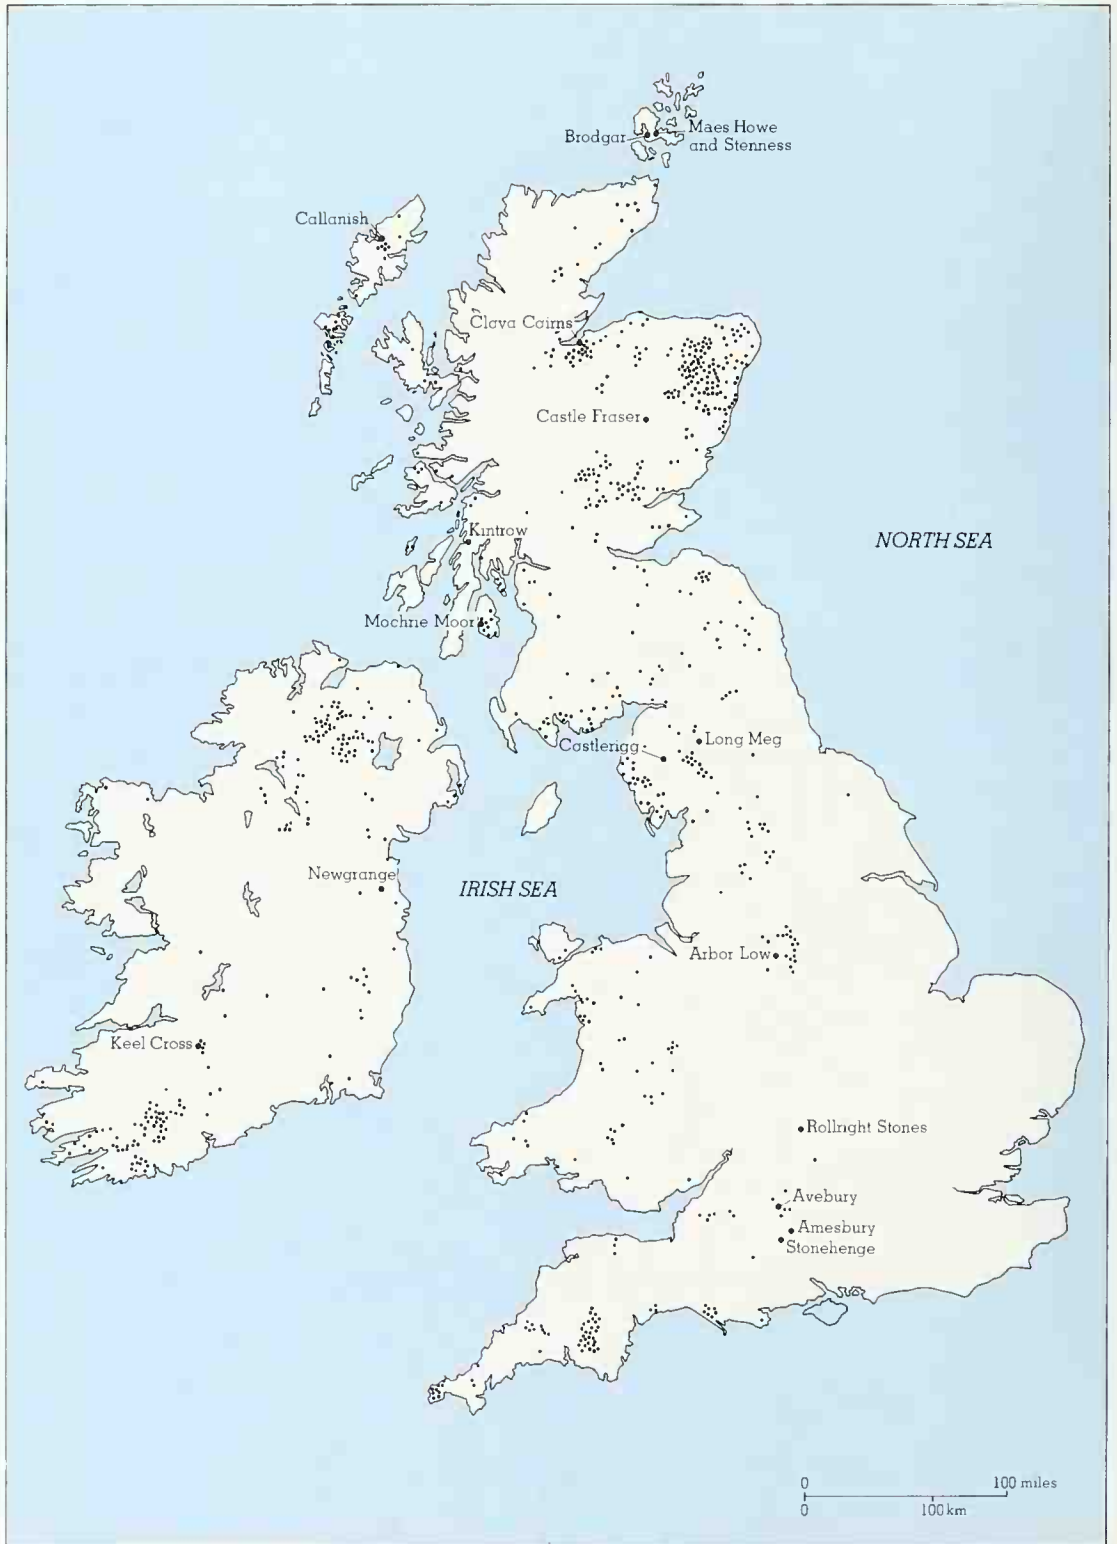 Brodgar
Maes Howe
and Stenness
Callanish
Clava Cairns
Castle Fraser
Kintrow
NORTH SEA
Mochrie Moor
Castlerigg
Long Meg
Newgrange
IRISH SEA
Arbor Low
Keel Cross
Rollright Stones
Avebury
Amesbury
Stonehenge
0 100 miles
0 100 km